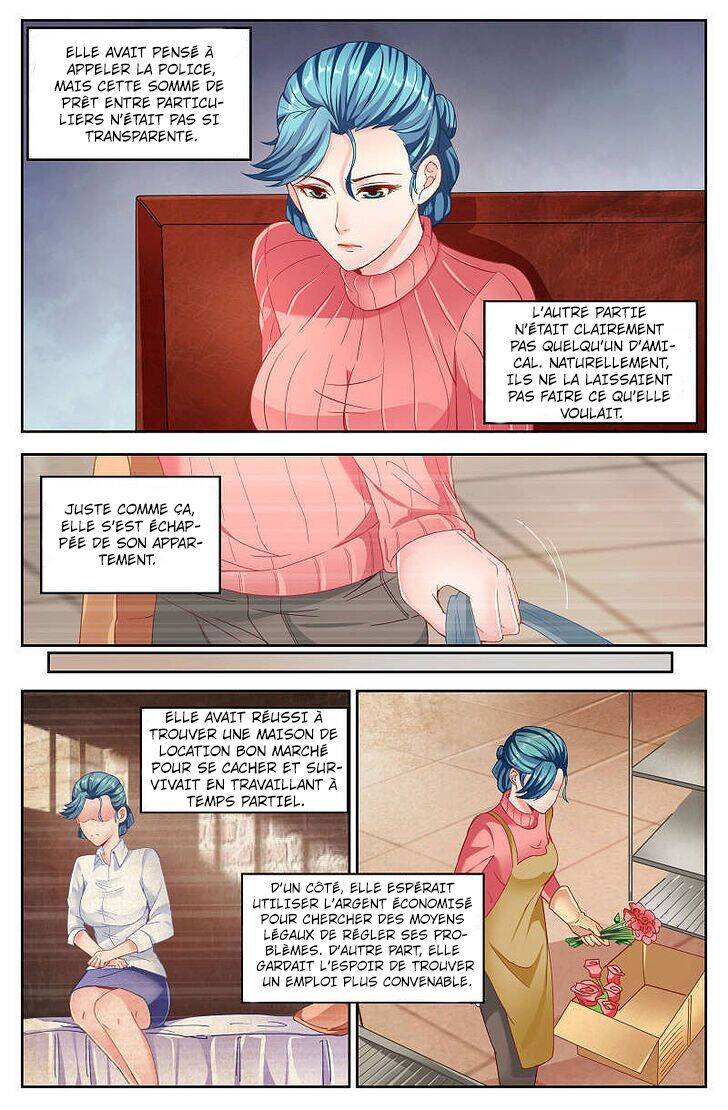 ELLE AVAIT PENSÉ À
APPELER LA POLICE,
MAIS CETTE SOMME DE
PRÊT ENTRE PARTICU-
LIERS N'ÉTAIT PAS SI
TRANSPARENTE.
L'AUTRE PARTIE
N'ÉTAIT CLAIREMENT
PAS QUELQU'UN D'AMI-
CAL. NATURELLEMENT,
ILS NE LA LAISSAIENT
PAS FAIRE CE QU'ELLE
VOULAIT.
JUSTE COMME ÇA,
ELLE S'EST ÉCHAP-
PÉE DE SON APPAR-
TEMENT.
ELLE AVAIT RÉUSSI À
TROUVER UNE MAISON DE
LOCATION BON MARCHÉ
POUR SE CACHER ET SUR-
VIVAIT EN TRAVAILLANT À
TEMPS PARTIEL.
D'UN CÔTÉ, ELLE ESPÉRAIT
UTILISER L'ARGENT ÉCONOMISÉ
POUR CHERCHER DES MOYENS
LÉGAUX DE RÉGLER SES PRO-
BLÈMES. D'AUTRE PART, ELLE
GARDAIT L'ESPOIR DE TROUVER
UN EMPLOI PLUS CONVENABLE.